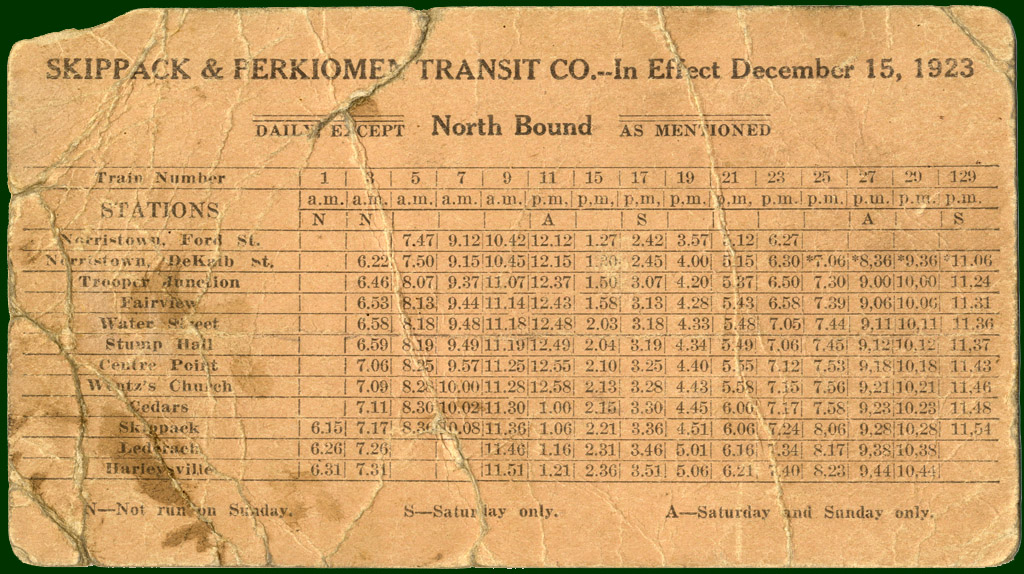 SKIPPACK & PERKIOMEN TRANSIT CO.--In Effect December 15, 1923
DAILY EXCEPT North Bound AS MENTIONED
Train Number 1 3 5 7 9 11 15 17 19 21 23 25 27 29 129
STATIONS a.m. a.m. a.m. a.m. a.m. p.m. p.m. p.m. p.m. p.m. p.m. p.m. p.m. p.m. p.m.
N N A S A S
Norristown, Ford St. 7.47 9.12 10.42 12.12 1.27 2.42 3.57 5.12 6.27
Norristown, DeKalb St. 6.22 7.50 9.15 10.45 12.15 2.45 4.00 5.15 6.30 *7.06 *8,36 *9,36 *11.06
Trooper Junction 6.46 8.07 9.37 11.07 12.37 1.50 3.07 4.20 5.37 6.50 7.30 9.00 10,00 11.24
Fairview 6.53 8.13 9.44 11.14 12.43 1.58 3.13 4.28 5.43 6.58 7.39 9,06 10,06 11.31
Water Street 6.58 8.18 9.48 11.18 12,48 2.03 3.18 4.33 5.48 7.05 7.44 9,11 10,11 11,36
Stump Hall 6.59 8.19 9.49 11.19 12,49 2.04 3.19 4.34 5.49 7.06 7.45 9,12 10,12 11,37
Centre Point 7.06 8.25 9.57 11.25 12,55 2.10 3.25 4.40 5.55 7.12 7.53 9,18 10,18 11,43
Wentz's Church 7.09 8.28 10,00 11.28 12,58 2.13 3.28 4.43 5.58 7.15 7.56 9,21 10,21 11,46
Cedars 7.11 8.30 10.02 11.30 1.00 2.15 3.30 4.45 6.00 7.17 7.58 9,23 10,23 11,48
Skippack 6.15 7.17 8.36 10,08 11,36 1.06 2.21 3.36 4.51 6,06 7.24 8,06 9,28 10,28 11,54
Lederach 6.26 7.26 11.46 1.16 2.31 3.46 5.01 6.16 7.34 8.17 9,38 10,38
Harleysville 6.31 7.31 11.51 1.21 2.36 3.51 5.06 6.21 7.40 8.23 9,44 10,44
N—Not run on Sunday. S—Saturday only. A—Saturday and Sunday only.